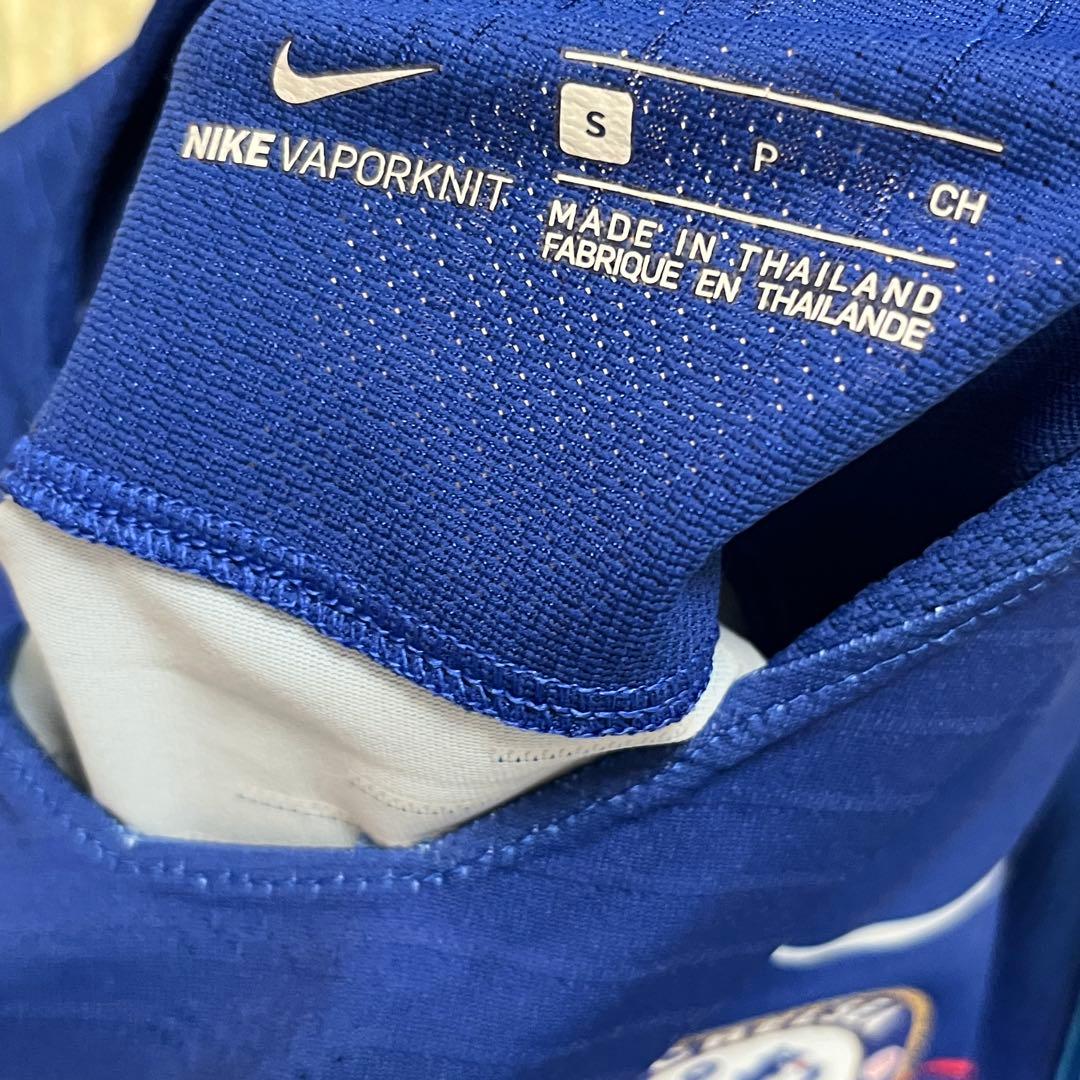 NIKE VAPORKNIT
S P CH
MADE IN THAILAND
FABRIQUE EN THAILANDE